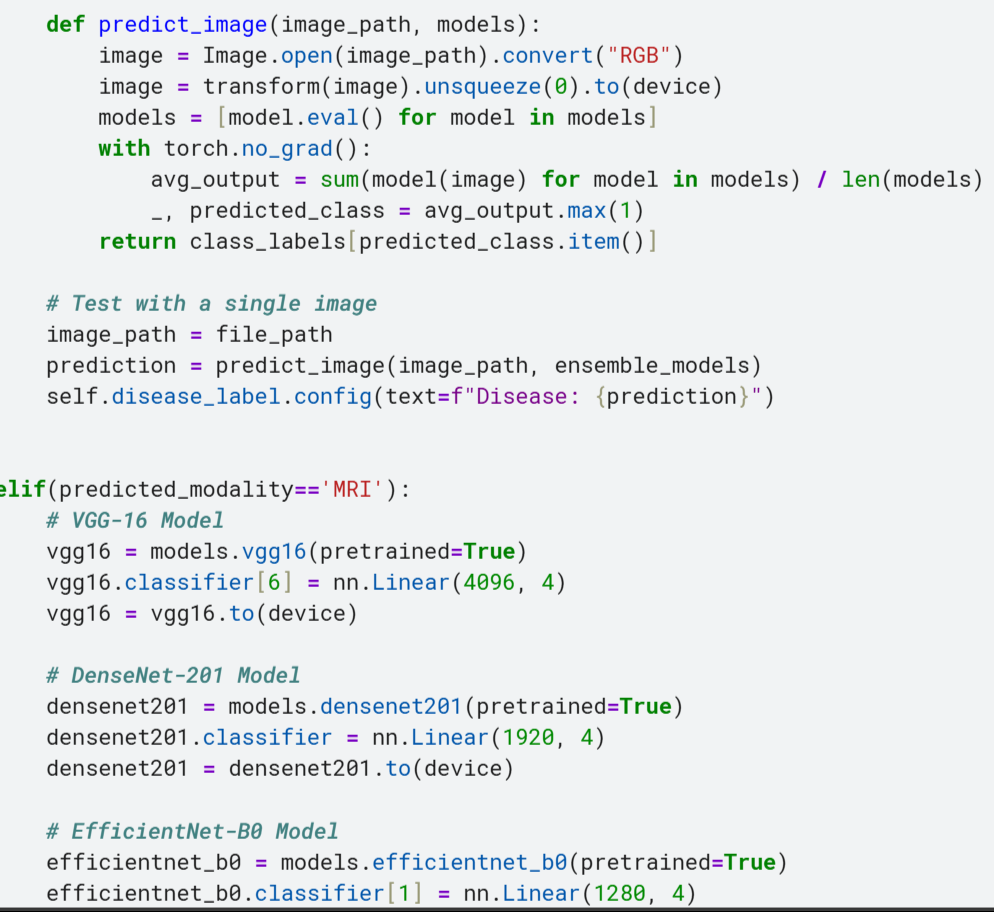 def predict_image(image_path, models):
image = Image.open(image_path).convert("RGB")
image = transform(image).unsqueeze(0).to(device)
models = [model.eval() for model in models]
with torch.no_grad():
avg_output = sum(model(image) for model in models) / len(models)
_, predicted_class = avg_output.max(1)
return class_labels[predicted_class.item()]
# Test with a single image
image_path = file_path
prediction = predict_image(image_path, ensemble_models)
self.disease_label.config(text=f"Disease: {prediction}")
elif(predicted_modality=='MRI'):
# VGG-16 Model
vgg16 = models.vgg16(pretrained=True)
vgg16.classifier[6] = nn.Linear(4096, 4)
vgg16 = vgg16.to(device)
# DenseNet-201 Model
densenet201 = models.densenet201(pretrained=True)
densenet201.classifier = nn.Linear(1920, 4)
densenet201 = densenet201.to(device)
# EfficientNet-B0 Model
efficientnet_b0 = models.efficientnet_b0(pretrained=True)
efficientnet_b0.classifier[1] = nn.Linear(1280, 4)